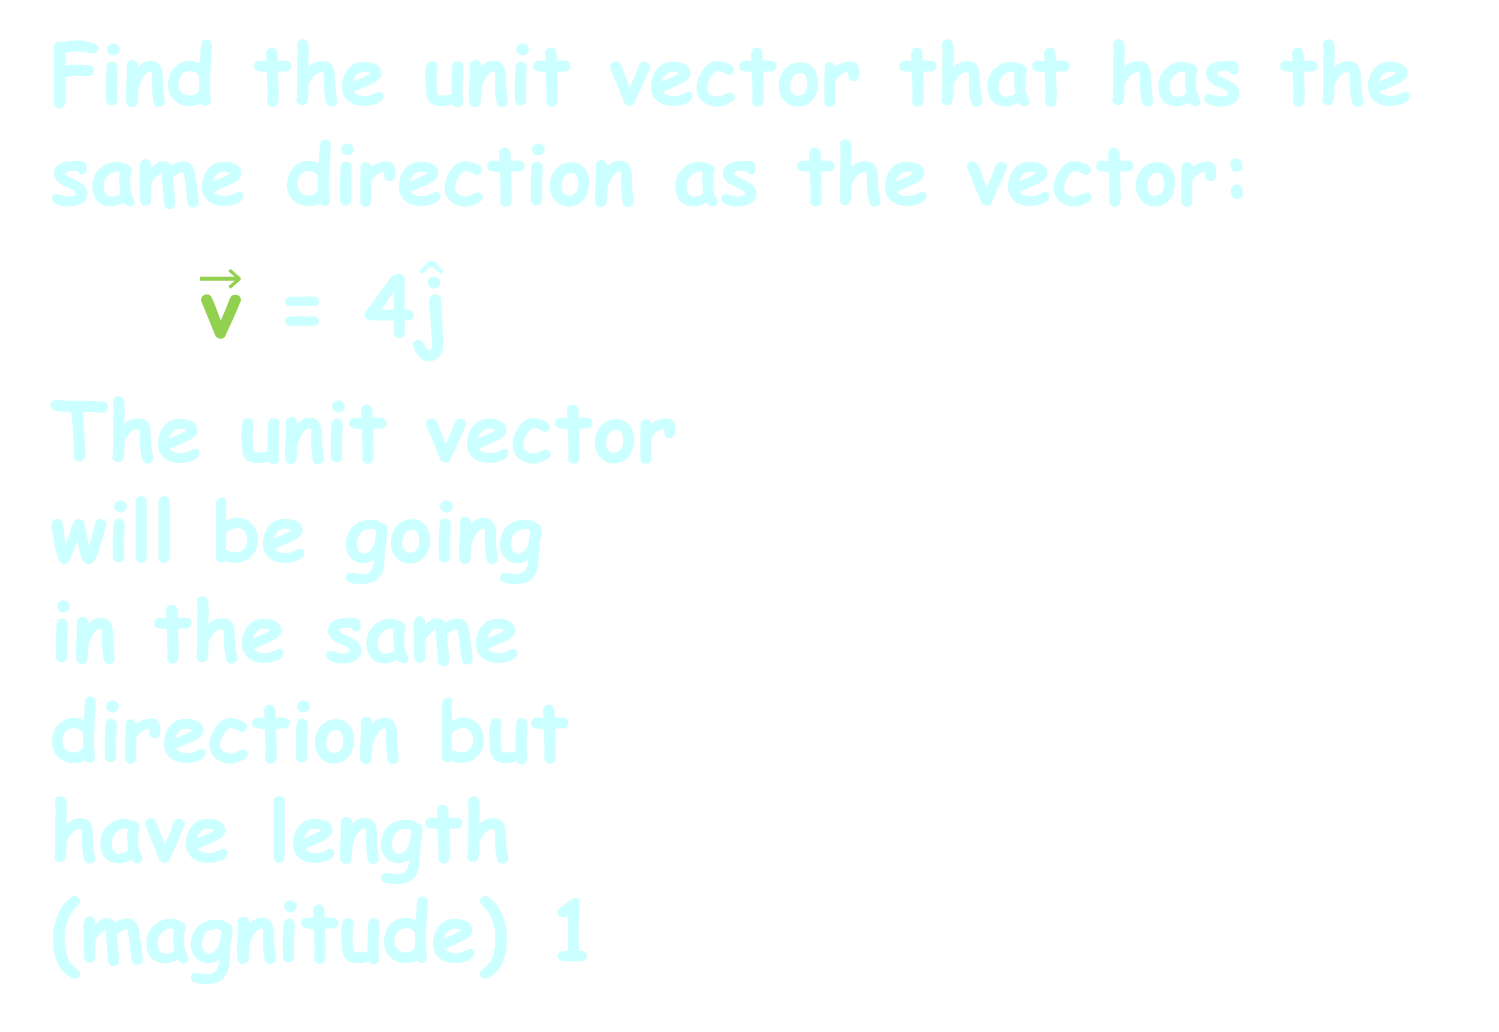 Find the unit vector that has the
same direction as the vector:
v⃗ = 4ĵ
The unit vector
will be going
in the same
direction but
have length
(magnitude) 1